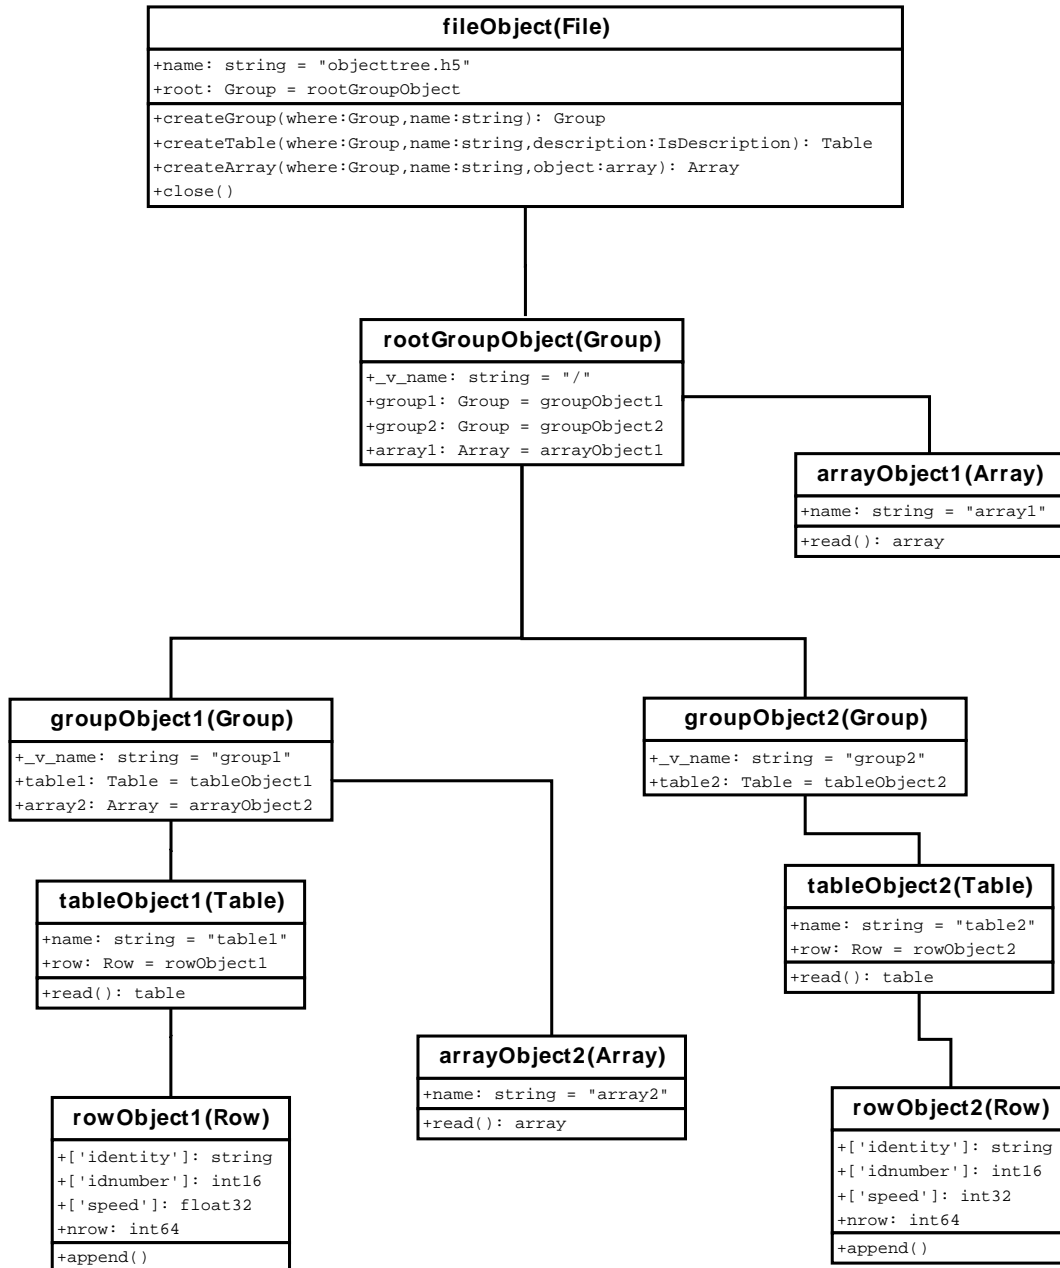 fileObject(File)
+name: string = "objecttree.h5"
+root: Group = rootGroupObject
+createGroup(where:Group,name:string): Group
+createTable(where:Group,name:string,description:IsDescription): Table
+createArray(where:Group,name:string,object:array): Array
+close()
rootGroupObject(Group)
+_v_name: string = "/"
+group1: Group = groupObject1
+group2: Group = groupObject2
+array1: Array = arrayObject1
arrayObject1(Array)
+name: string = "array1"
+read(): array
groupObject1(Group)
+_v_name: string = "group1"
+table1: Table = tableObject1
+array2: Array = arrayObject2
groupObject2(Group)
+_v_name: string = "group2"
+table2: Table = tableObject2
tableObject1(Table)
+name: string = "table1"
+row: Row = rowObject1
+read(): table
tableObject2(Table)
+name: string = "table2"
+row: Row = rowObject2
+read(): table
arrayObject2(Array)
+name: string = "array2"
+read(): array
rowObject1(Row)
+['identity']: string
+['idnumber']: int16
+['speed']: float32
+nrow: int64
+append()
rowObject2(Row)
+['identity']: string
+['idnumber']: int16
+['speed']: int32
+nrow: int64
+append()